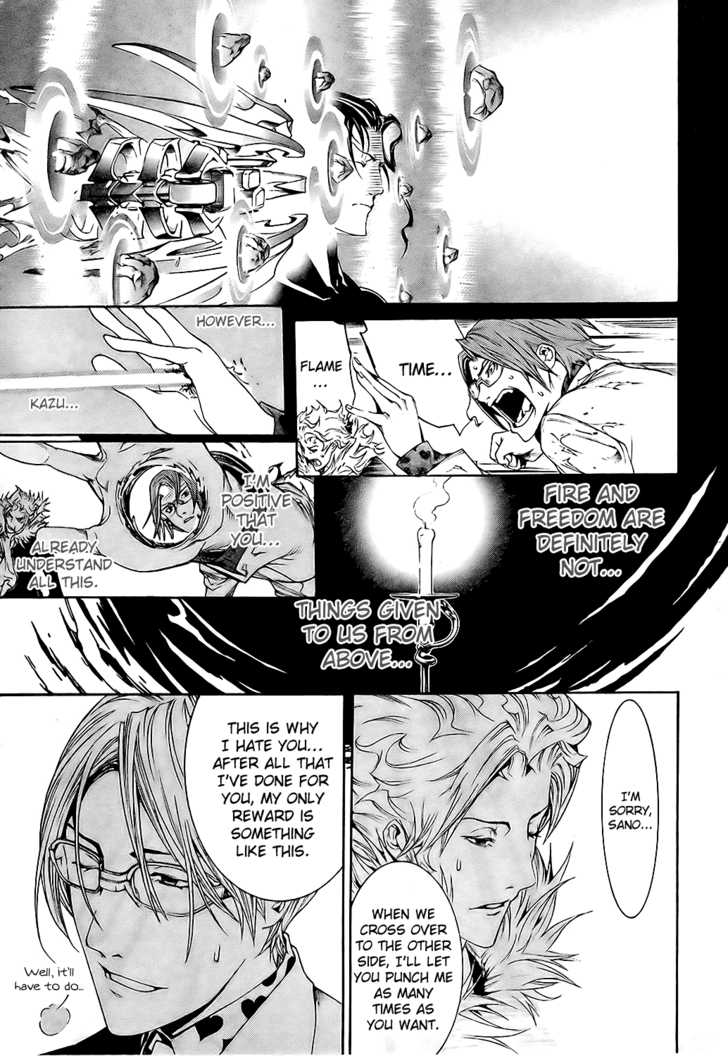 TIME...
FLAME
...
HOWEVER...
KAZU...
I'M
POSITIVE
THAT
YOU...
ALREADY
UNDERSTAND
ALL THIS.
FIRE AND
FREEDOM ARE
DEFINITELY
NOT...
THINGS GIVEN
TO US FROM
ABOVE...
I'M
SORRY,
SANO...
WHEN WE
CROSS OVER
TO THE OTHER
SIDE, I'LL LET
YOU PUNCH ME
AS MANY
TIMES AS
YOU WANT.
THIS IS WHY
I HATE YOU...
AFTER ALL THAT
I'VE DONE FOR
YOU, MY ONLY
REWARD IS
SOMETHING
LIKE THIS.
Well, it'll
have to do...